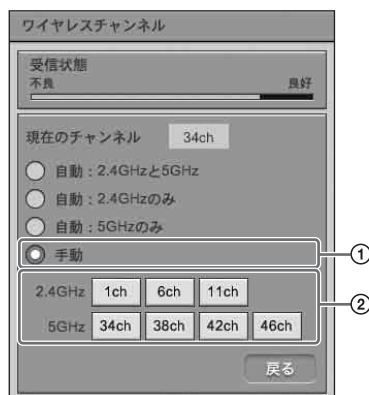 ワイヤレスチャンネル
受信状態
不良 良好
現在のチャンネル 34ch
自動：2.4GHzと5GHz
自動：2.4GHzのみ
自動：5GHzのみ
手動 ①
2.4GHz 1ch 6ch 11ch ②
5GHz 34ch 38ch 42ch 46ch
戻る